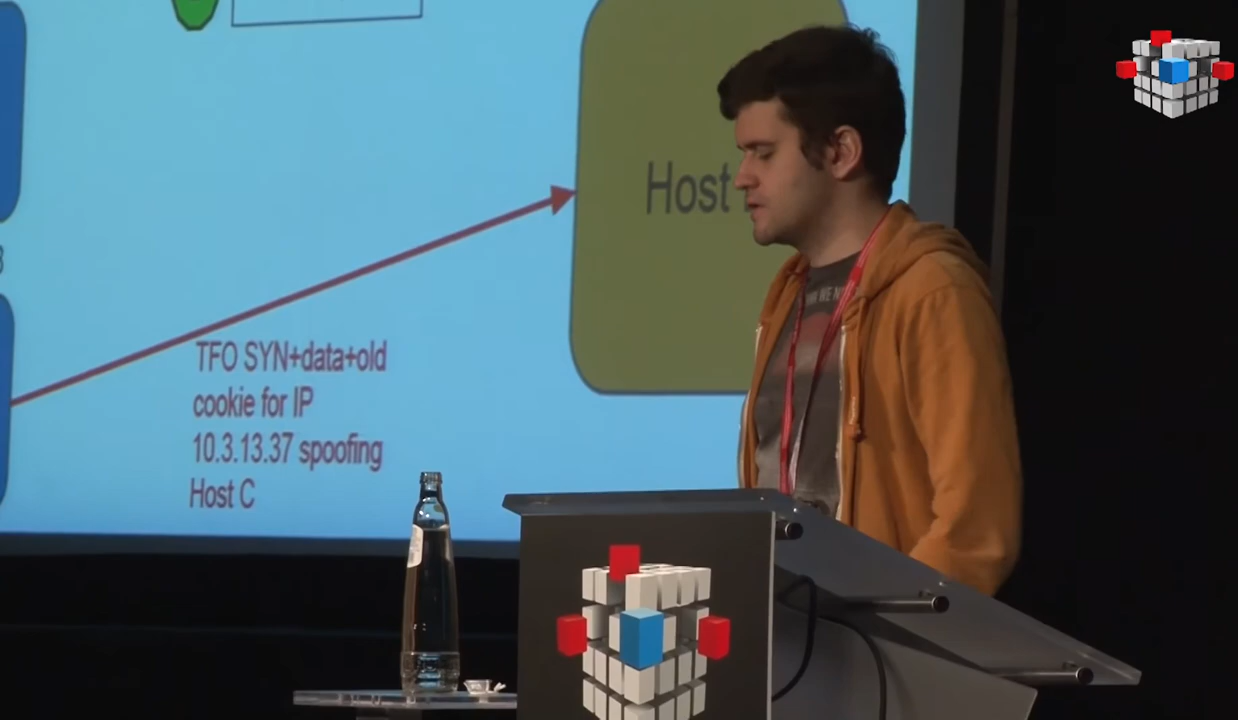 Host
TFO SYN+data+old
cookie for IP
10.3.13.37 spoofing
Host C